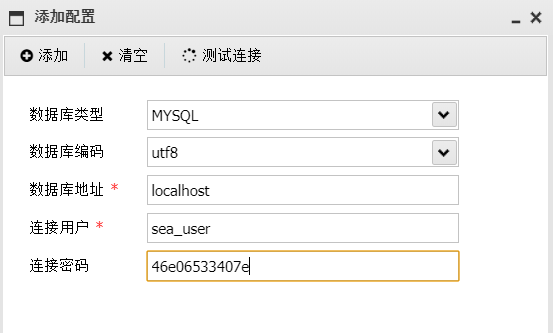 添加配置
添加 清空 测试连接
数据库类型 MYSQL
数据库编码 utf8
数据库地址 * localhost
连接用户 * sea_user
连接密码 46e06533407e